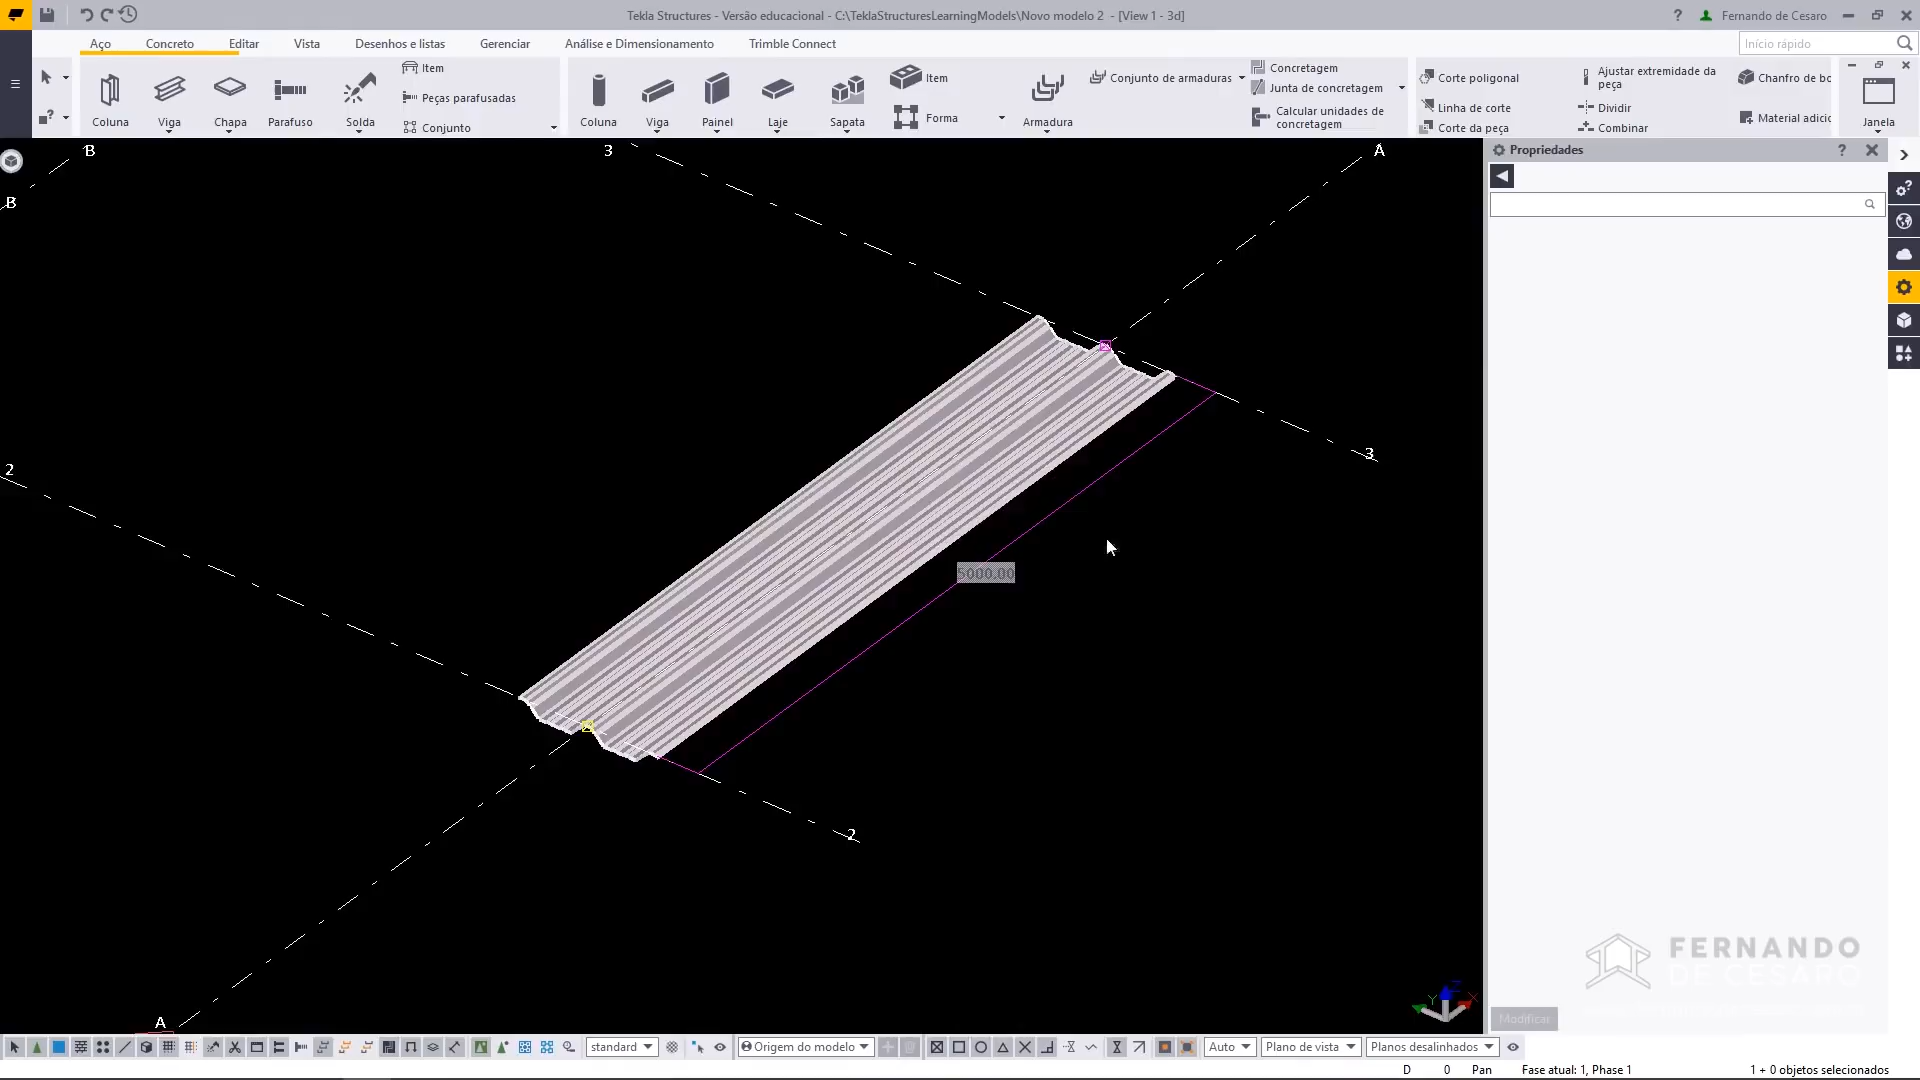 Tekla Structures - Versão educacional - C:\TeklaStructuresLearningModels\Novo modelo 2 - [View 1 - 3d]
? Fernando de Cesaro
Aço Concreto Editar Vista Desenhos e listas Gerenciar Análise e Dimensionamento Trimble Connect
Início rápido
Coluna
Viga
Chapa
Parafuso
Solda
Item
Peças parafusadas
Conjunto
Coluna
Viga
Painel
Laje
Sapata
Item
Forma
Armadura
Conjunto de armaduras
Concretagem
Junta de concretagem
Calcular unidades de
concretagem
Corte poligonal
Linha de corte
Corte da peça
Ajustar extremidade da
peça
Dividir
Combinar
Chanfro de bo
Material adici
Janela
Propriedades ?
B
B
3
A
2
3
5000.00
2
A
Z
Y
X
FERNANDO
DE CESARO
Modificar
standard
Origem do modelo
Auto
Plano de vista
Planos desalinhados
D 0 Pan Fase atual: 1, Phase 1 1 + 0 objetos selecionados